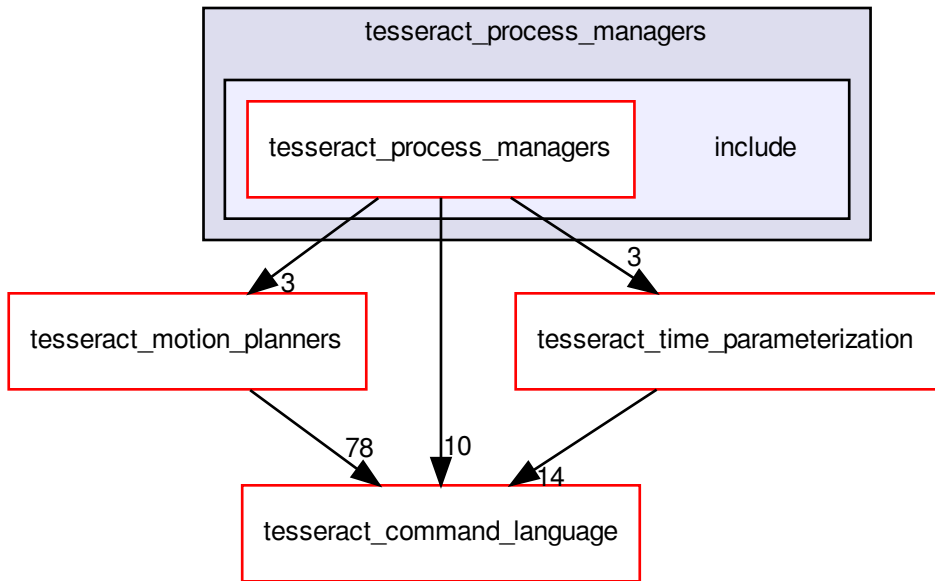 tesseract_process_managers
tesseract_process_managers
include
3
3
tesseract_motion_planners
tesseract_time_parameterization
78
10
14
tesseract_command_language